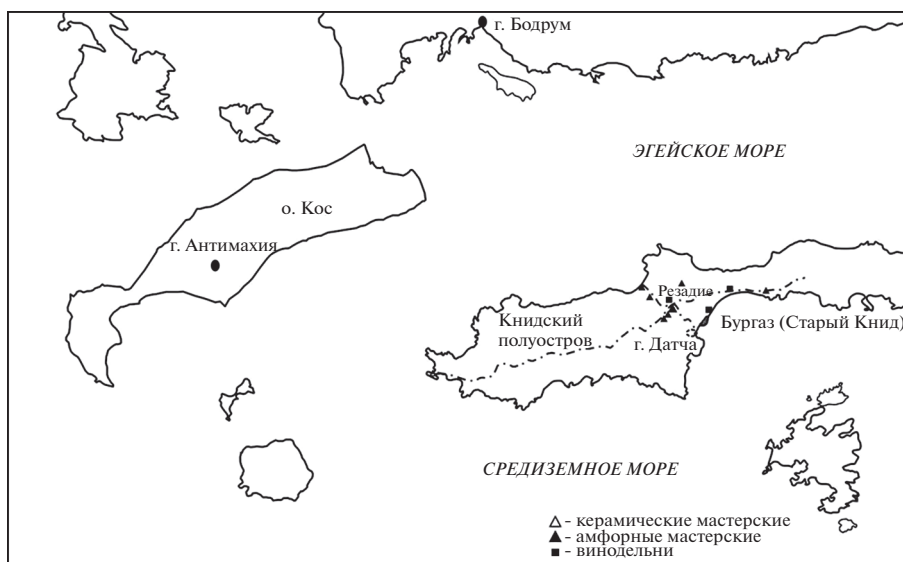 г. Бодрум
ЭГЕЙСКОЕ МОРЕ
о. Кос
г. Антимахия
Резадие
Книдский
полуостров
Бургаз (Старый Книд)
г. Датча
СРЕДИЗЕМНОЕ МОРЕ
- керамические мастерские
- амфорные мастерские
- винодельни